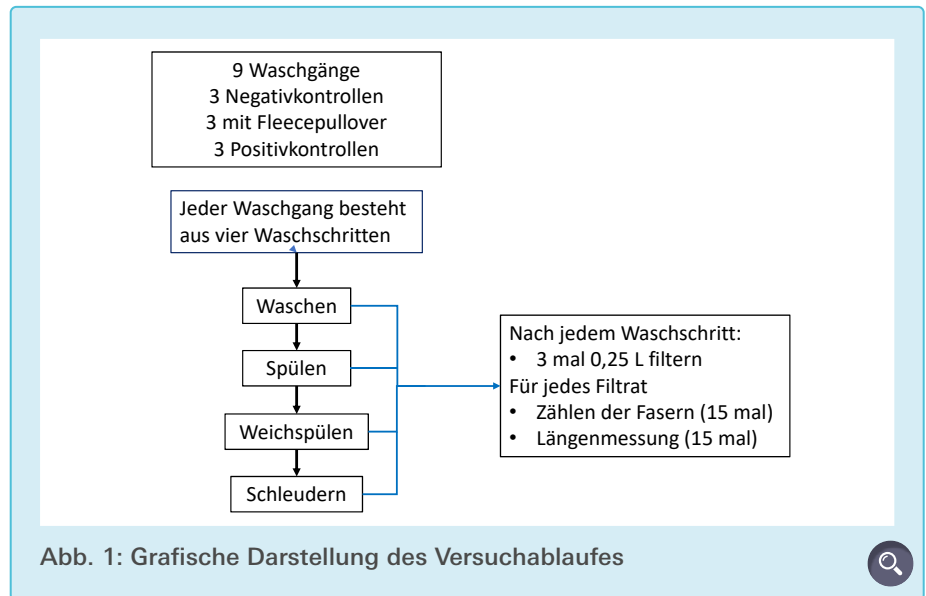 9 Waschgänge
3 Negativkontrollen
3 mit Fleecepullover
3 Positivkontrollen
Jeder Waschgang besteht
aus vier Waschschritten
Waschen
Spülen
Weichspülen
Schleudern
Nach jedem Waschschritt:
• 3 mal 0,25 L filtern
Für jedes Filtrat
• Zählen der Fasern (15 mal)
• Längenmessung (15 mal)
Abb. 1: Grafische Darstellung des Versuchablaufes